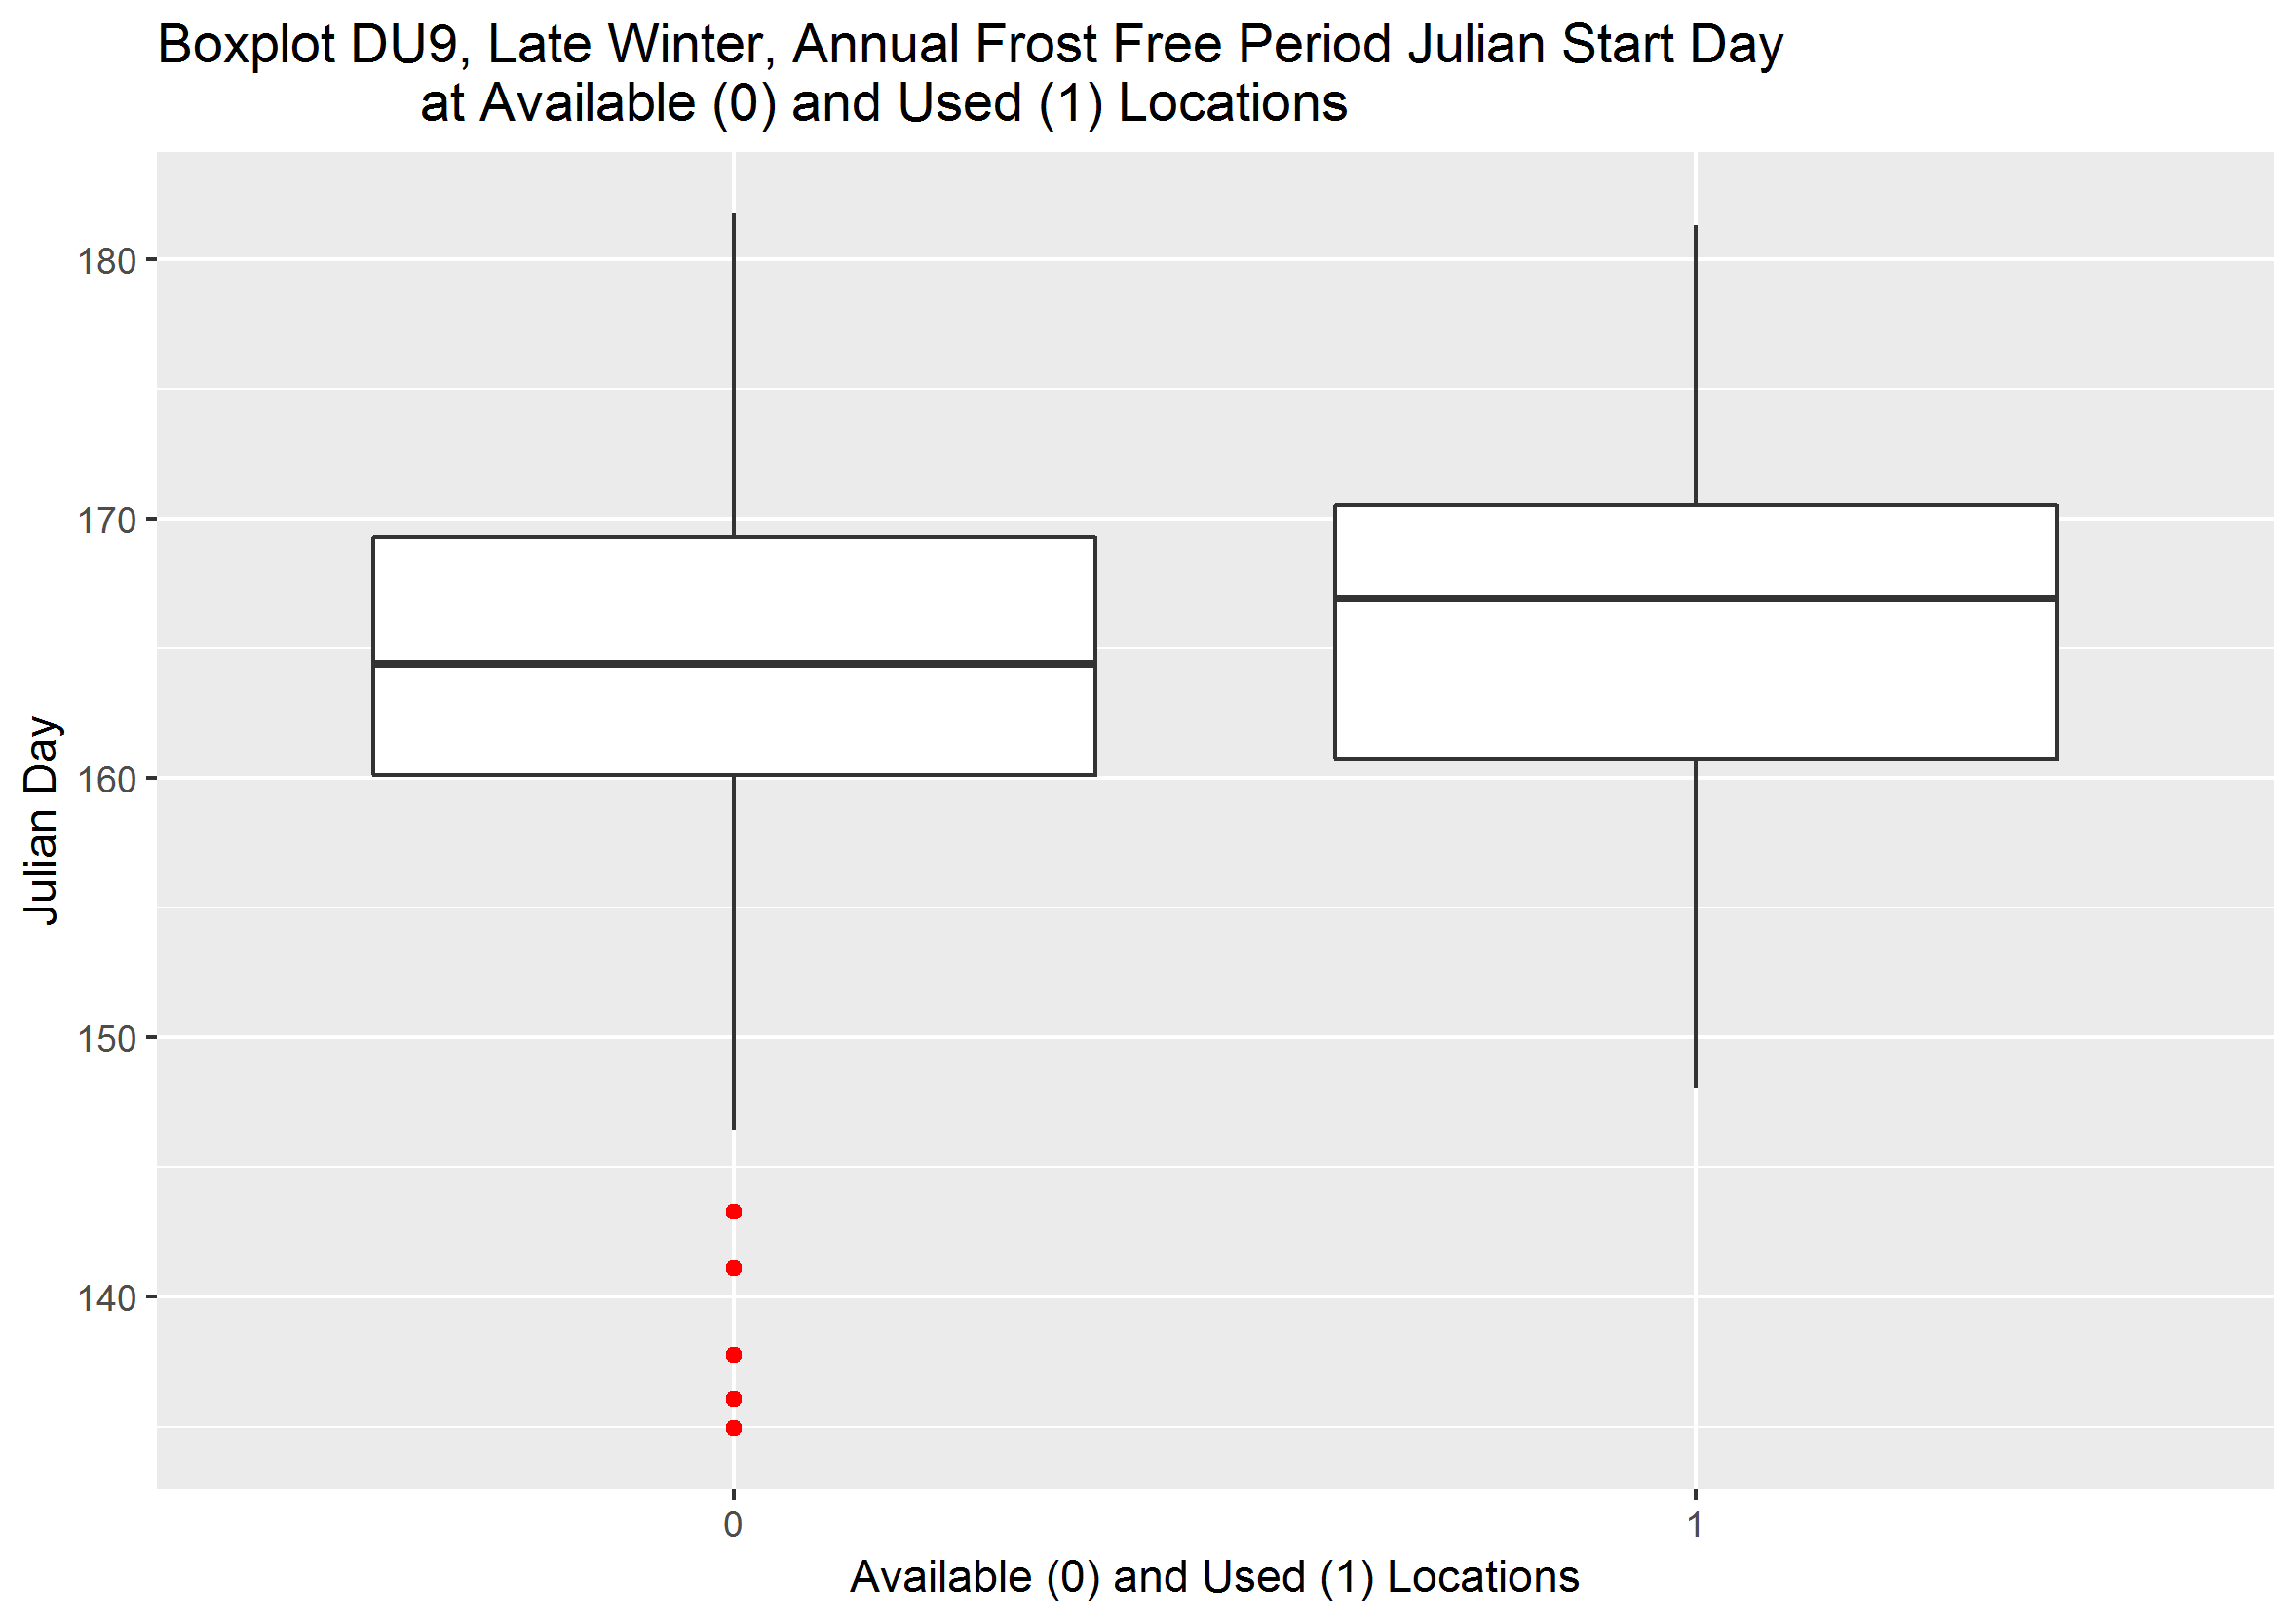 Boxplot DU9, Late Winter, Annual Frost Free Period Julian Start Day
at Available (0) and Used (1) Locations
Julian Day
180
170
160
150
140
0
1
Available (0) and Used (1) Locations